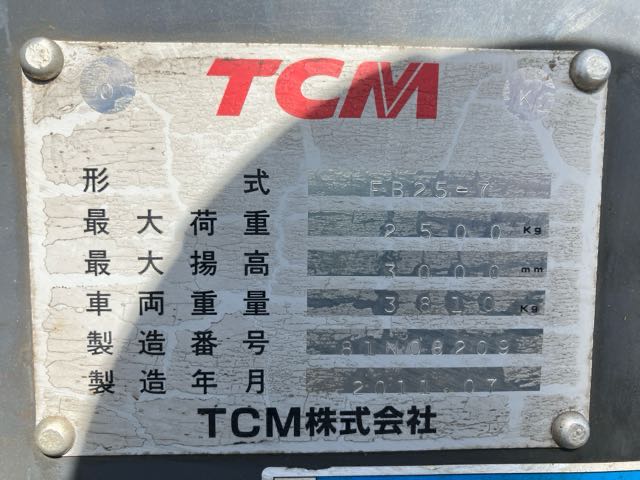 TCM
形式 FB25-7
最大荷重 2500 Kg
最大揚高 3000 mm
車両重量 3810 Kg
製造番号
製造年月 2011-07
TCM株式会社